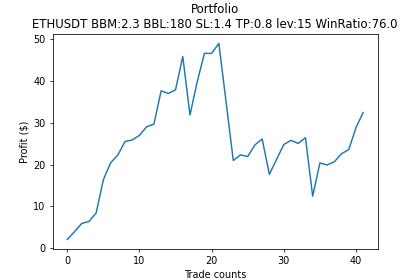 Portfolio
ETHUSDT BBM:2.3 BBL:180 SL:1.4 TP:0.8 lev:15 WinRatio:76.0
50
40
30
20
10
0
Profit ($)
0 10 20 30 40
Trade counts